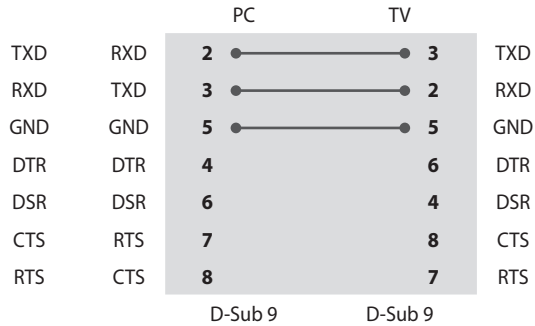 PC TV
TXD RXD 2 3 TXD
RXD TXD 3 2 RXD
GND GND 5 5 GND
DTR DTR 4 6 DTR
DSR DSR 6 4 DSR
CTS RTS 7 8 CTS
RTS CTS 8 7 RTS
D-Sub 9 D-Sub 9